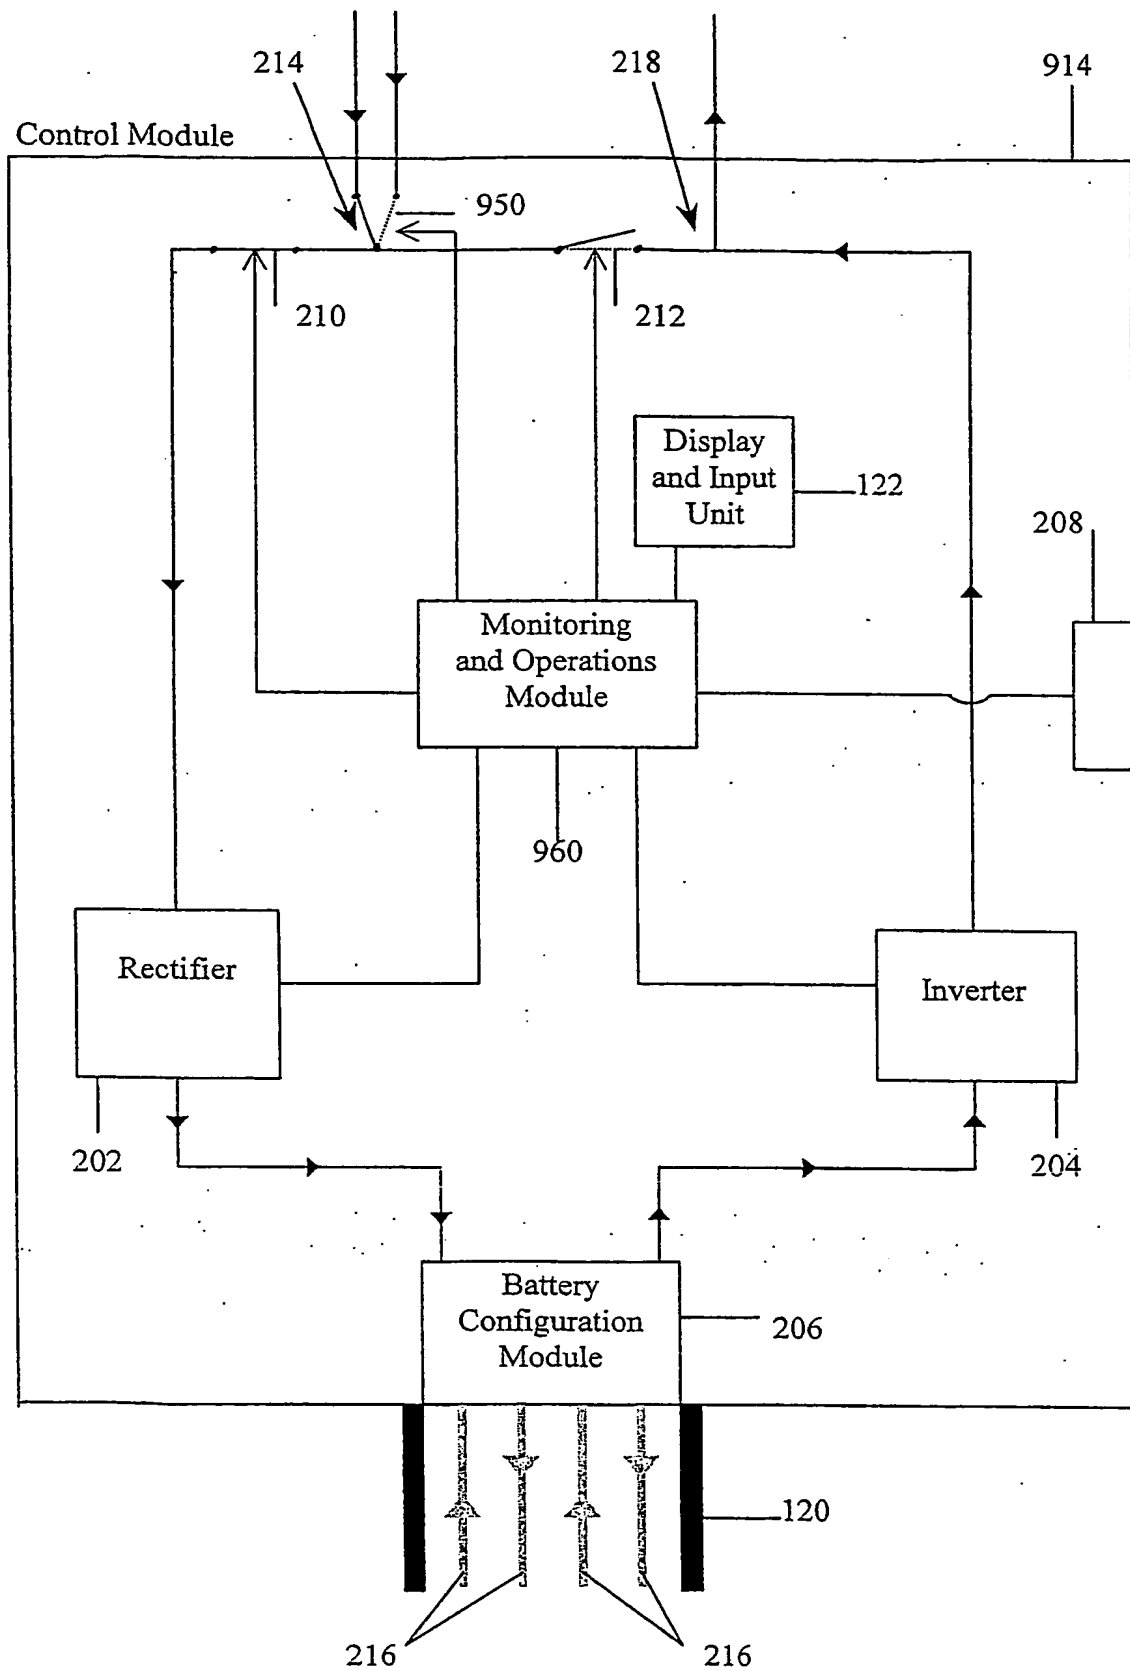 214
218
914
Control Module
950
210
212
Display
and Input
Unit
122
208
Monitoring
and Operations
Module
960
Rectifier
Inverter
202
204
Battery
Configuration
Module
206
120
216
216